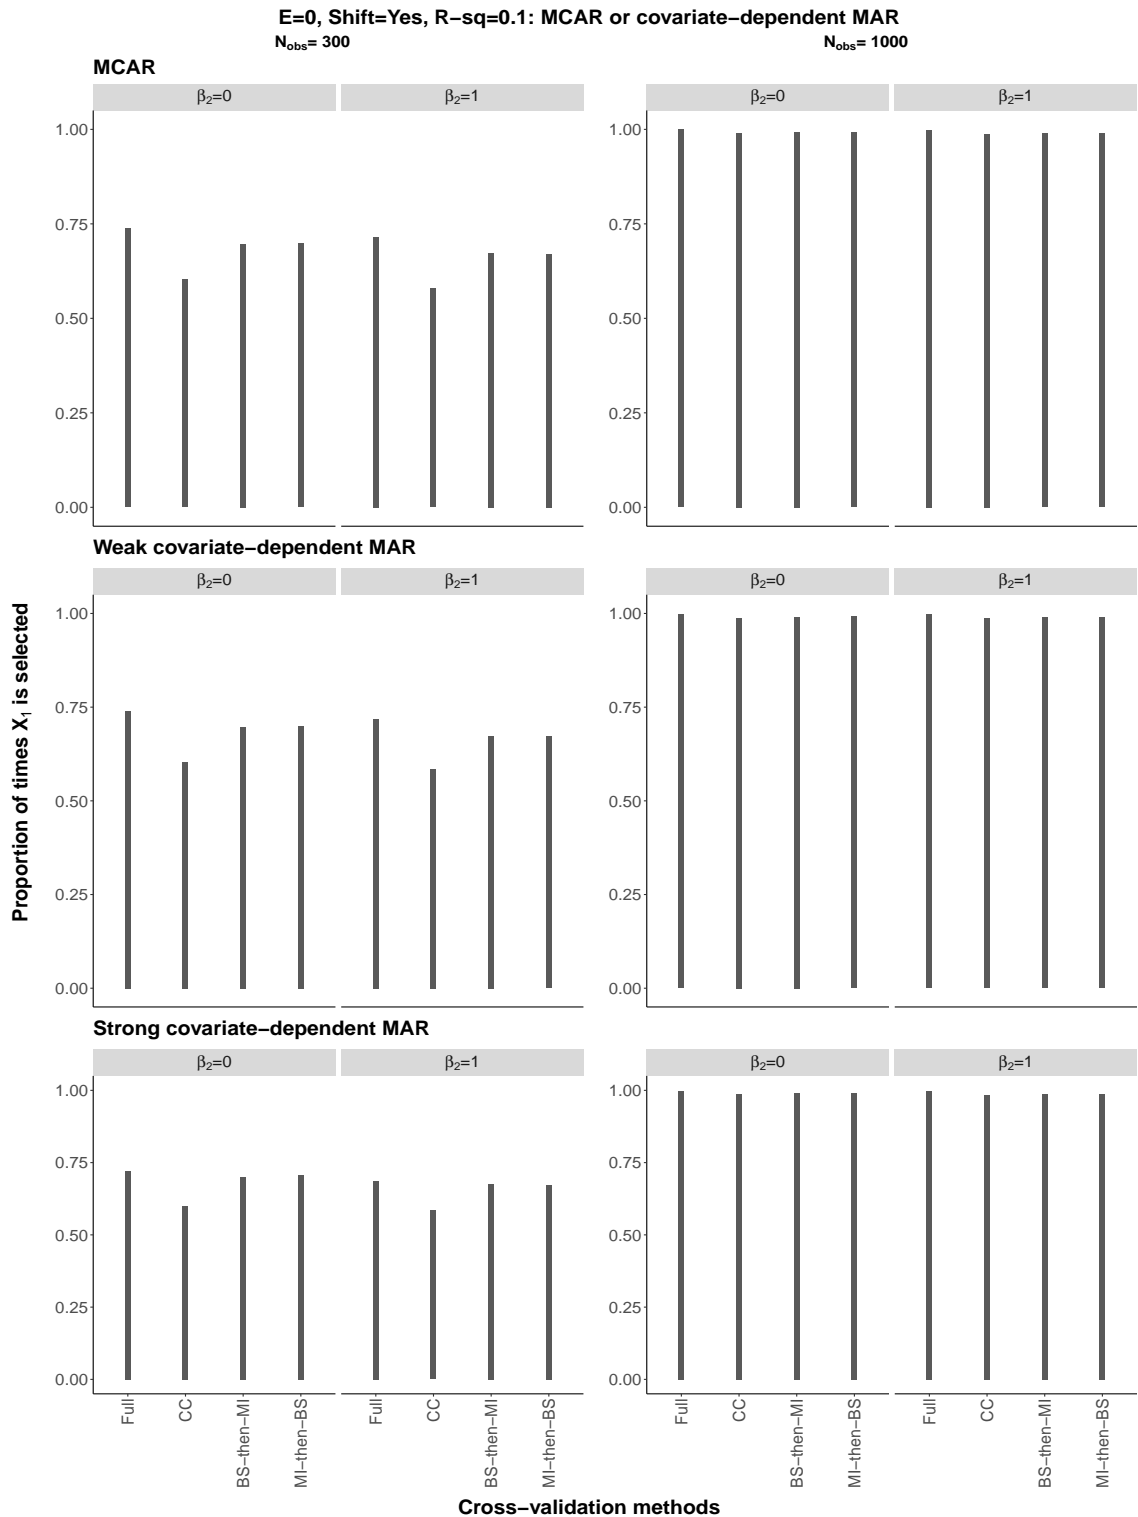 E=0, Shift=Yes, R−sq=0.1: MCAR or covariate−dependent MAR
Nobs= 300
Nobs= 1000
MCAR
β2=0
β2=1
β2=0
β2=1
1.00
0.75
0.50
0.25
0.00
1.00
0.75
0.50
0.25
0.00
Weak covariate−dependent MAR
β2=0
β2=1
β2=0
β2=1
1.00
0.75
0.50
0.25
0.00
1.00
0.75
0.50
0.25
0.00
Strong covariate−dependent MAR
β2=0
β2=1
β2=0
β2=1
1.00
0.75
0.50
0.25
0.00
1.00
0.75
0.50
0.25
0.00
Full
CC
BS−then−MI
MI−then−BS
Full
CC
BS−then−MI
MI−then−BS
Full
CC
BS−then−MI
MI−then−BS
Full
CC
BS−then−MI
MI−then−BS
Proportion of times X1 is selected
Cross−validation methods